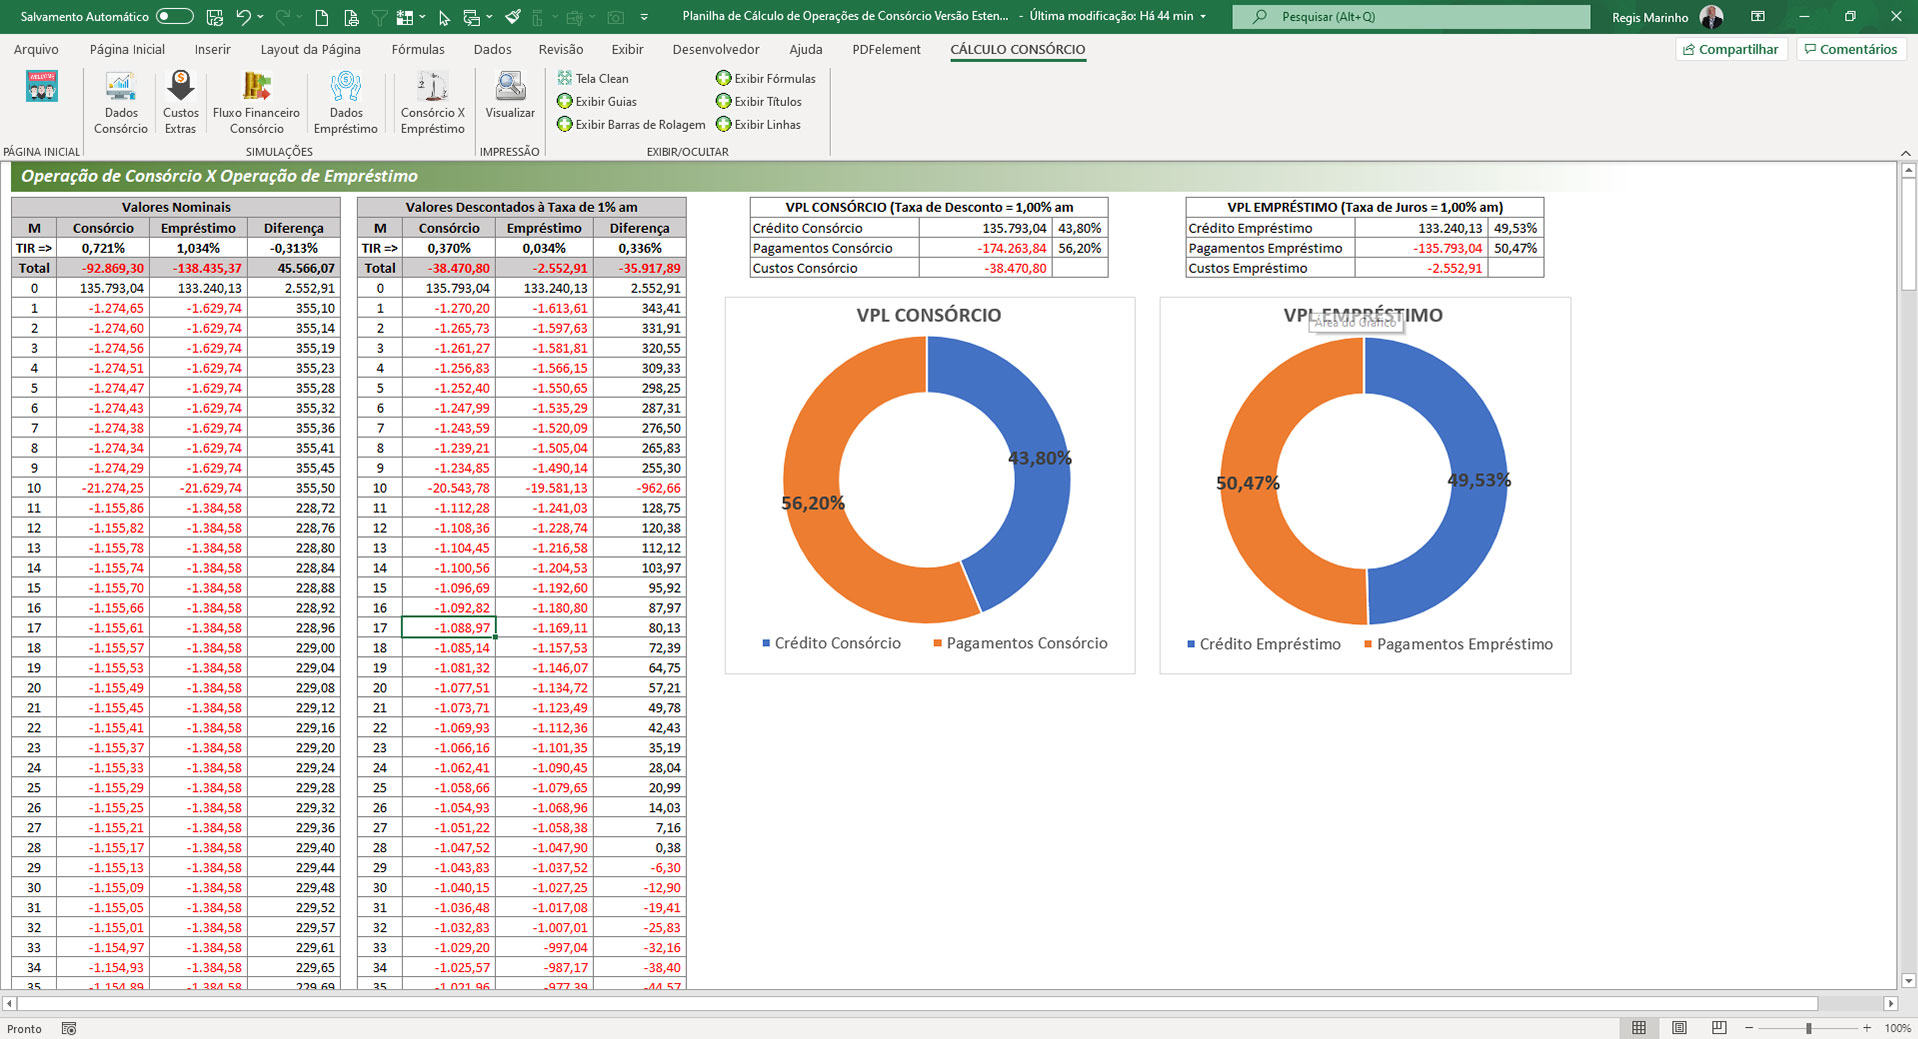 Salvamento Automático
Planilha de Cálculo de Operações de Consórcio Versão Esten... - Última modificação: Há 44 min
Pesquisar (Alt+Q)
Regis Marinho
Arquivo Página Inicial Inserir Layout da Página Fórmulas Dados Revisão Exibir Desenvolvedor Ajuda PDFelement CÁLCULO CONSÓRCIO
Compartilhar Comentários
WELCOME
Dados Consórcio
Custos Extras
Fluxo Financeiro Consórcio
Dados Empréstimo
Consórcio X Empréstimo
Visualizar
Tela Clean
Exibir Guias
Exibir Barras de Rolagem
Exibir Fórmulas
Exibir Títulos
Exibir Linhas
PÁGINA INICIAL SIMULAÇÕES IMPRESSÃO EXIBIR/OCULTAR
Operação de Consórcio X Operação de Empréstimo
Valores Nominais
M Consórcio Empréstimo Diferença
TIR => 0,721% 1,034% -0,313%
Total -92.869,30 -138.435,37 45.566,07
0 135.793,04 133.240,13 2.552,91
1 -1.274,65 -1.629,74 355,10
2 -1.274,60 -1.629,74 355,14
3 -1.274,56 -1.629,74 355,19
4 -1.274,51 -1.629,74 355,23
5 -1.274,47 -1.629,74 355,28
6 -1.274,43 -1.629,74 355,32
7 -1.274,38 -1.629,74 355,36
8 -1.274,34 -1.629,74 355,41
9 -1.274,29 -1.629,74 355,45
10 -21.274,25 -21.629,74 355,50
11 -1.155,86 -1.384,58 228,72
12 -1.155,82 -1.384,58 228,76
13 -1.155,78 -1.384,58 228,80
14 -1.155,74 -1.384,58 228,84
15 -1.155,70 -1.384,58 228,88
16 -1.155,66 -1.384,58 228,92
17 -1.155,61 -1.384,58 228,96
18 -1.155,57 -1.384,58 229,00
19 -1.155,53 -1.384,58 229,04
20 -1.155,49 -1.384,58 229,08
21 -1.155,45 -1.384,58 229,12
22 -1.155,41 -1.384,58 229,16
23 -1.155,37 -1.384,58 229,20
24 -1.155,33 -1.384,58 229,24
25 -1.155,29 -1.384,58 229,28
26 -1.155,25 -1.384,58 229,32
27 -1.155,21 -1.384,58 229,36
28 -1.155,17 -1.384,58 229,40
29 -1.155,13 -1.384,58 229,44
30 -1.155,09 -1.384,58 229,48
31 -1.155,05 -1.384,58 229,52
32 -1.155,01 -1.384,58 229,57
33 -1.154,97 -1.384,58 229,61
34 -1.154,93 -1.384,58 229,65
35 -1.154,89 -1.384,58 229,69
Valores Descontados à Taxa de 1% am
M Consórcio Empréstimo Diferença
TIR => 0,370% 0,034% 0,336%
Total -38.470,80 -2.552,91 -35.917,89
0 135.793,04 133.240,13 2.552,91
1 -1.270,20 -1.613,61 343,41
2 -1.265,73 -1.597,63 331,91
3 -1.261,27 -1.581,81 320,55
4 -1.256,83 -1.566,15 309,33
5 -1.252,40 -1.550,65 298,25
6 -1.247,99 -1.535,29 287,31
7 -1.243,59 -1.520,09 276,50
8 -1.239,21 -1.505,04 265,83
9 -1.234,85 -1.490,14 255,30
10 -20.543,78 -19.581,13 -962,66
11 -1.112,28 -1.241,03 128,75
12 -1.108,36 -1.228,74 120,38
13 -1.104,45 -1.216,58 112,12
14 -1.100,56 -1.204,53 103,97
15 -1.096,69 -1.192,60 95,92
16 -1.092,82 -1.180,80 87,97
17 -1.088,97 -1.169,11 80,13
18 -1.085,14 -1.157,53 72,39
19 -1.081,32 -1.146,07 64,75
20 -1.077,51 -1.134,72 57,21
21 -1.073,71 -1.123,49 49,78
22 -1.069,93 -1.112,36 42,43
23 -1.066,16 -1.101,35 35,19
24 -1.062,41 -1.090,45 28,04
25 -1.058,66 -1.079,65 20,99
26 -1.054,93 -1.068,96 14,03
27 -1.051,22 -1.058,38 7,16
28 -1.047,52 -1.047,90 0,38
29 -1.043,83 -1.037,52 -6,30
30 -1.040,15 -1.027,25 -12,90
31 -1.036,48 -1.017,08 -19,41
32 -1.032,83 -1.007,01 -25,83
33 -1.029,20 -997,04 -32,16
34 -1.025,57 -987,17 -38,40
35 -1.021,96 -977,39 -44,57
VPL CONSÓRCIO (Taxa de Desconto = 1,00% am
Crédito Consórcio 135.793,04 43,80%
Pagamentos Consórcio -174.263,84 56,20%
Custos Consórcio -38.470,80
VPL EMPRÉSTIMO (Taxa de Juros = 1,00% am)
Crédito Empréstimo 133.240,13 49,53%
Pagamentos Empréstimo -135.793,04 50,47%
Custos Empréstimo -2.552,91
VPL CONSÓRCIO
43,80%
56,20%
Crédito Consórcio Pagamentos Consórcio
VPL EMPRÉSTIMO
Área do Gráfico
49,53%
50,47%
Crédito Empréstimo Pagamentos Empréstimo
Pronto
100%